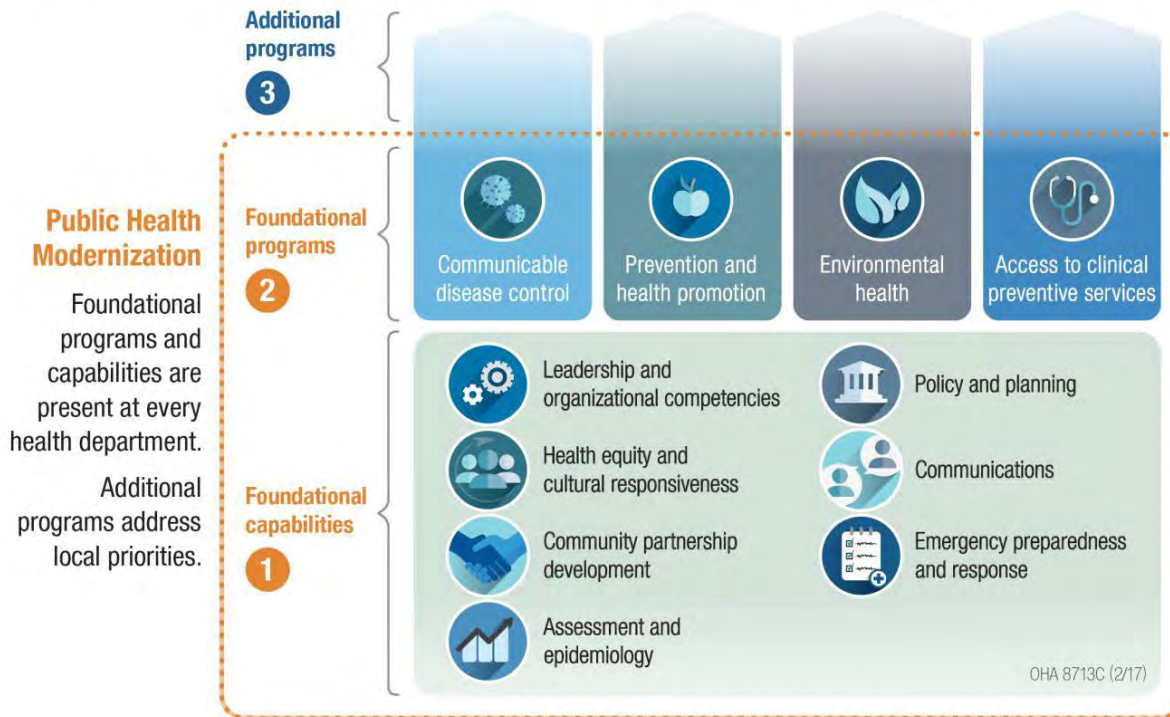 Additional
programs
3
Public Health
Modernization
Foundational
programs and
capabilities are
present at every
health department.
Additional
programs address
local priorities.
Foundational
programs
2
Communicable
disease control
Prevention and
health promotion
Environmental
health
Access to clinical
preventive services
Foundational
capabilities
1
Leadership and
organizational competencies
Health equity and
cultural responsiveness
Community partnership
development
Assessment and
epidemiology
Policy and planning
Communications
Emergency preparedness
and response
OHA 8713C (2/17)